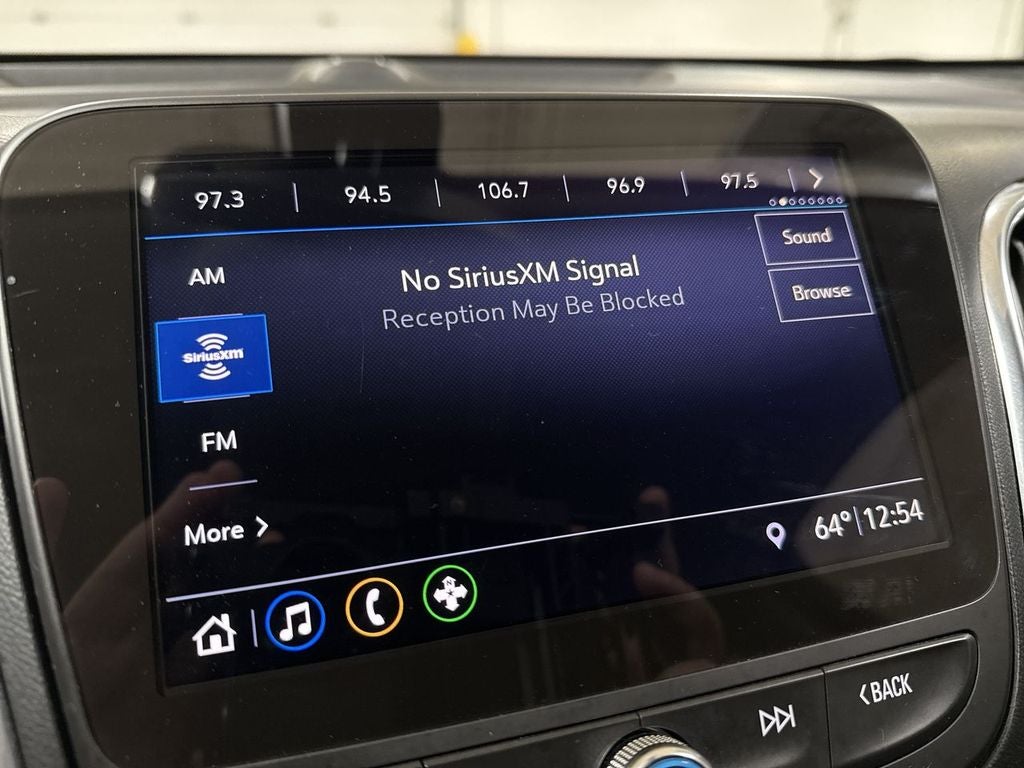 97.3
94.5
106.7
96.9
97.5
Sound
AM
No SiriusXM Signal
Browse
Reception May Be Blocked
SiriusXM
FM
More
64° 12:54
N
BACK